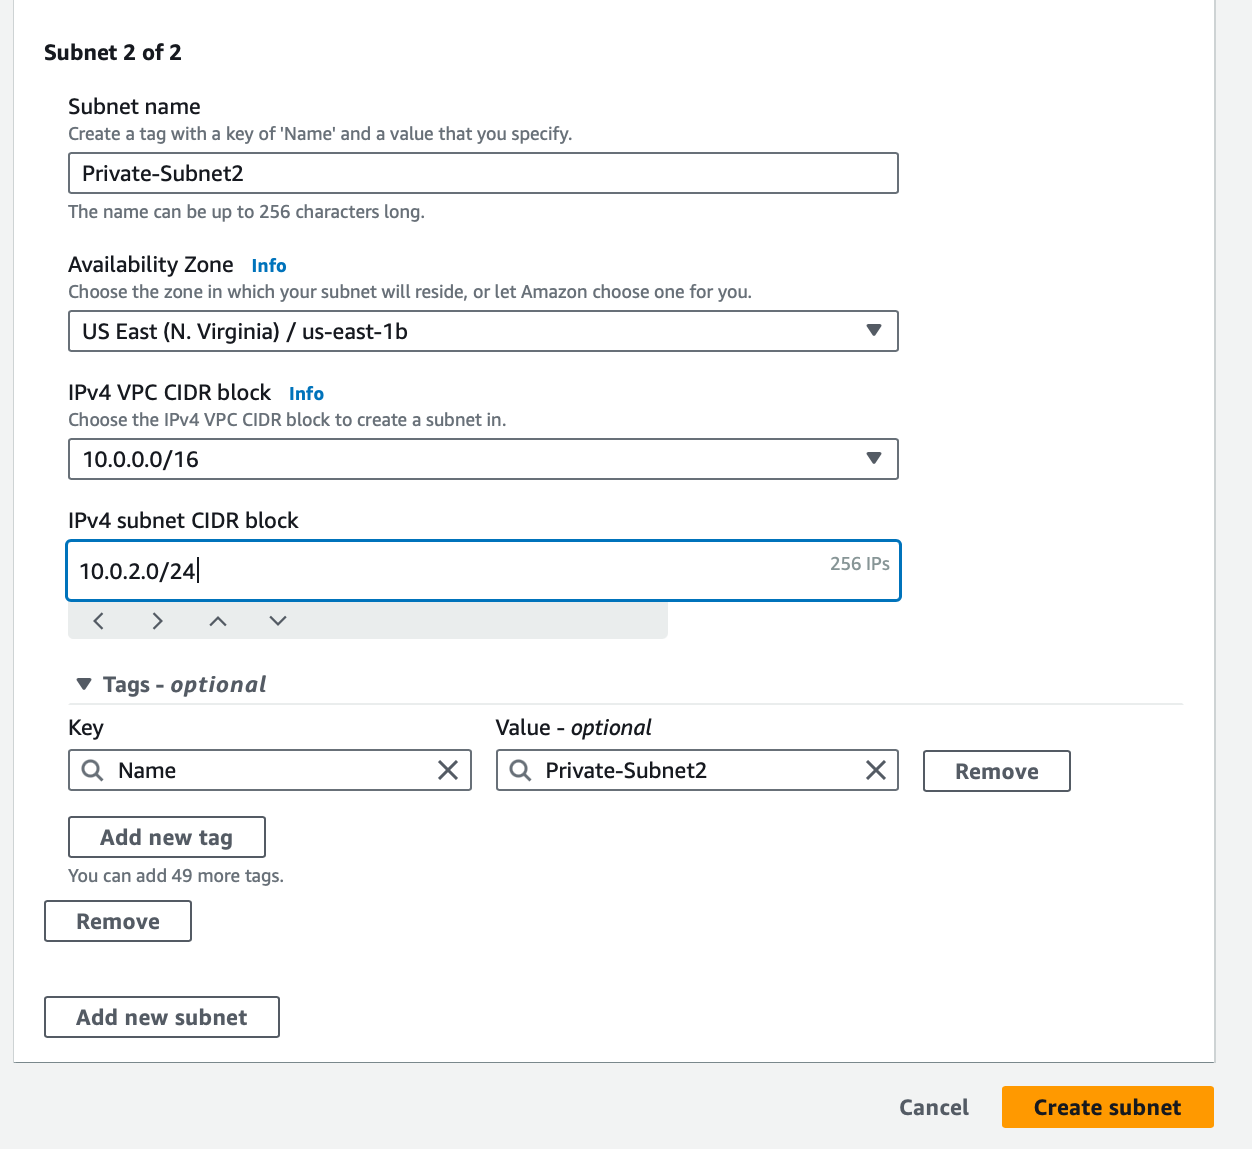 Subnet 2 of 2
Subnet name
Create a tag with a key of 'Name' and a value that you specify.
Private-Subnet2
The name can be up to 256 characters long.
Availability Zone Info
Choose the zone in which your subnet will reside, or let Amazon choose one for you.
US East (N. Virginia) / us-east-1b
IPv4 VPC CIDR block Info
Choose the IPv4 VPC CIDR block to create a subnet in.
10.0.0.0/16
IPv4 subnet CIDR block
10.0.2.0/24 256 IPs
Tags - optional
Key Value - optional
Name Private-Subnet2 Remove
Add new tag
You can add 49 more tags.
Remove
Add new subnet
Cancel Create subnet